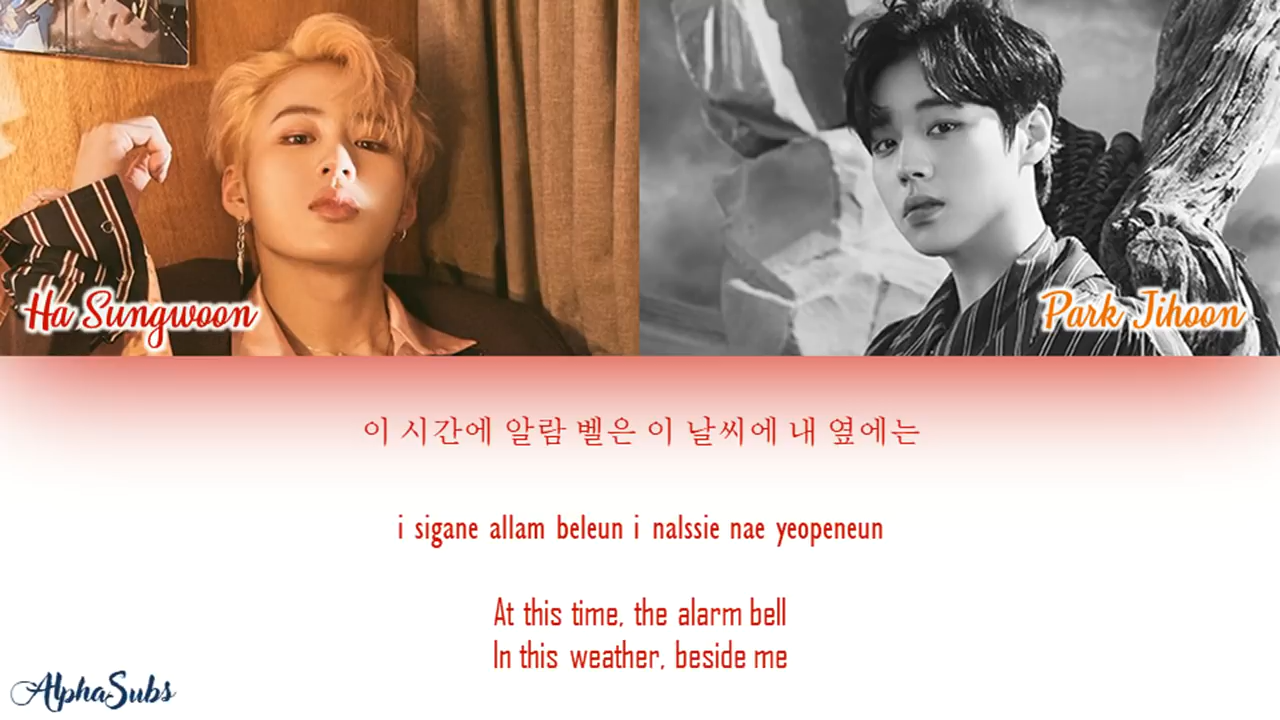 Ha Sungwoon
Park Jihoon
이 시간에 알람 벨은 이 날씨에 내 옆에는
i sigane allam beleun i nalssie nae yeopeneun
At this time, the alarm bell
In this weather, beside me
AlphaSubs